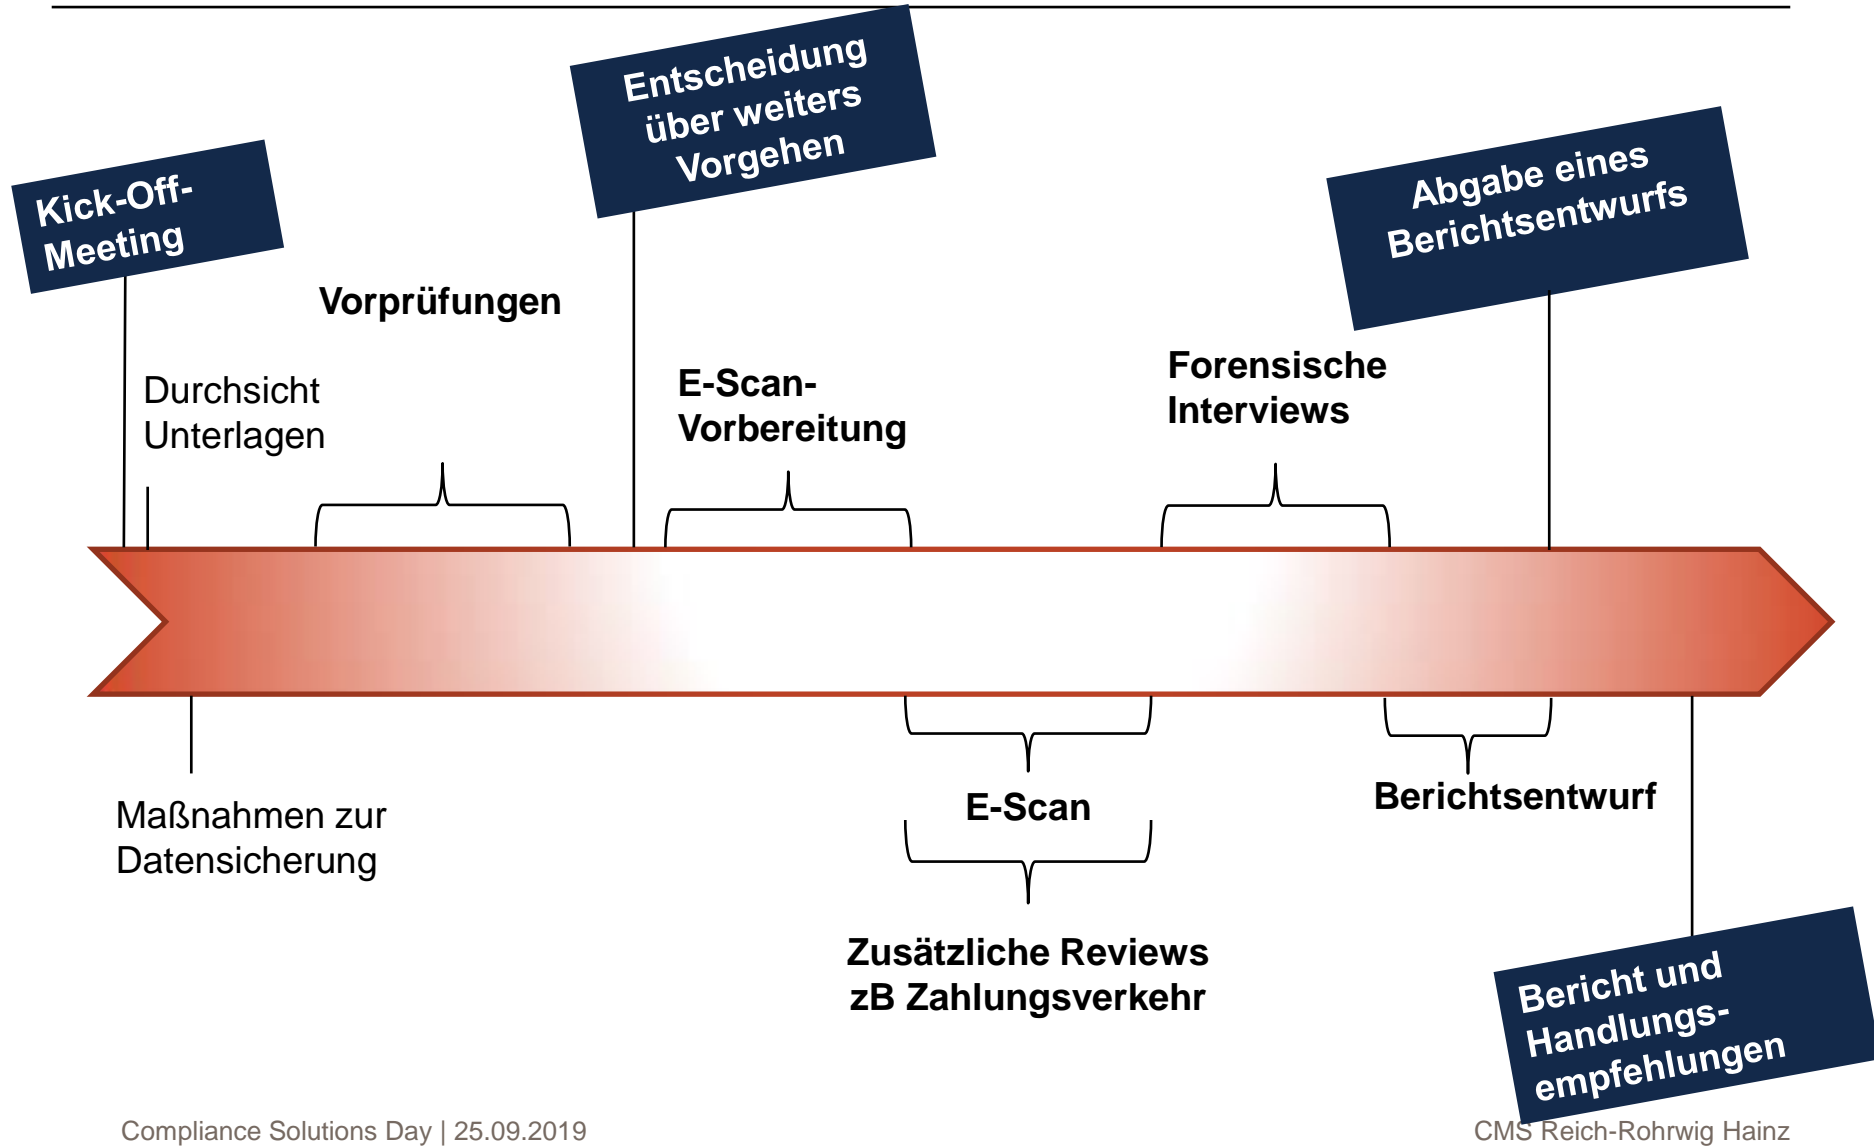 Kick-Off-
Meeting
Entscheidung
über weiters
Vorgehen
Abgabe eines
Berichtsentwurfs
Vorprüfungen
Durchsicht
Unterlagen
E-Scan-
Vorbereitung
Forensische
Interviews
Maßnahmen zur
Datensicherung
E-Scan
Berichtsentwurf
Zusätzliche Reviews
zB Zahlungsverkehr
Bericht und
Handlungs-
empfehlungen
Compliance Solutions Day | 25.09.2019
CMS Reich-Rohrwig Hainz